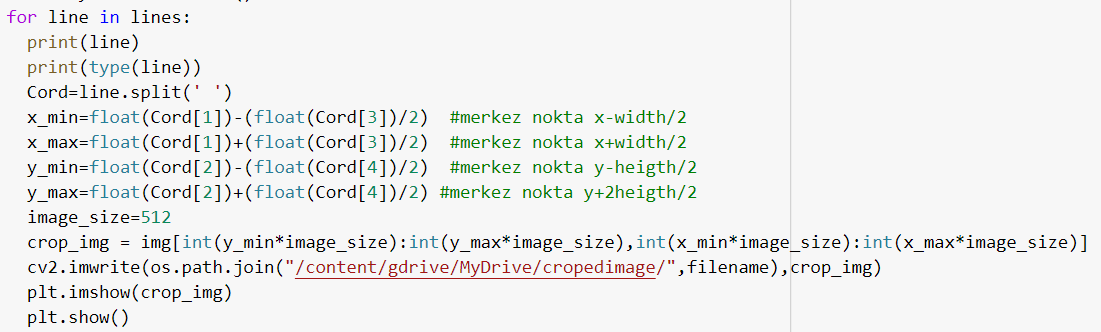 for line in lines:
  print(line)
  print(type(line))
  Cord=line.split(' ')
  x_min=float(Cord[1])-(float(Cord[3])/2)  #merkez nokta x-width/2
  x_max=float(Cord[1])+(float(Cord[3])/2)  #merkez nokta x+width/2
  y_min=float(Cord[2])-(float(Cord[4])/2)  #merkez nokta y-heigth/2
  y_max=float(Cord[2])+(float(Cord[4])/2) #merkez nokta y+2heigth/2
  image_size=512
  crop_img = img[int(y_min*image_size):int(y_max*image_size),int(x_min*image_size):int(x_max*image_size)]
  cv2.imwrite(os.path.join("/content/gdrive/MyDrive/cropedimage/",filename),crop_img)
  plt.imshow(crop_img)
  plt.show()